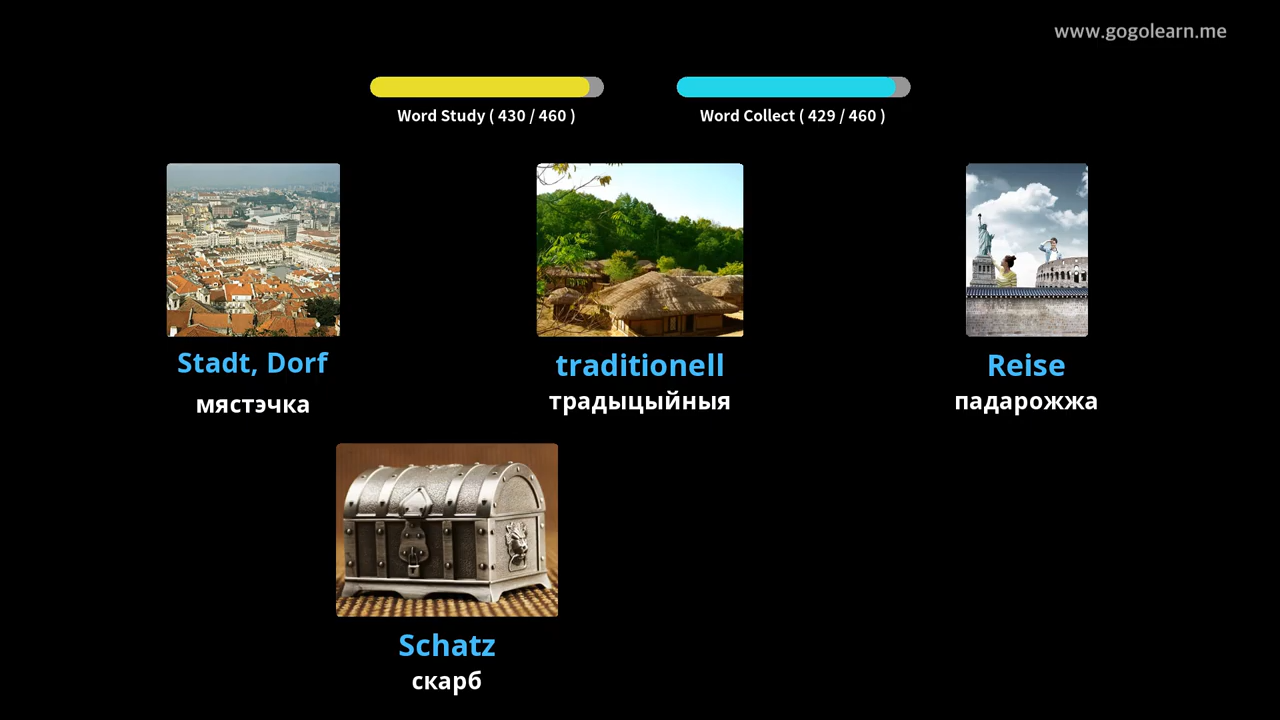 www.gogolearn.me
Word Study ( 430 / 460 )
Word Collect ( 429 / 460 )
Stadt, Dorf
мястэчка
traditionell
традыцыйныя
Reise
падарожжа
Schatz
скарб